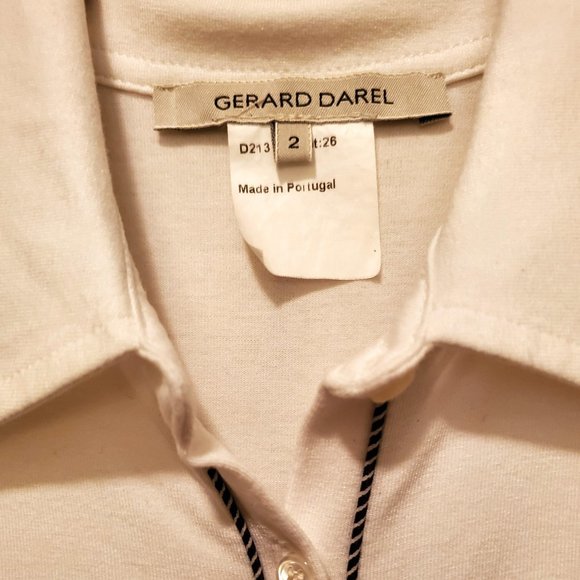 GERARD DAREL
D213 2 t:26
Made in Portugal